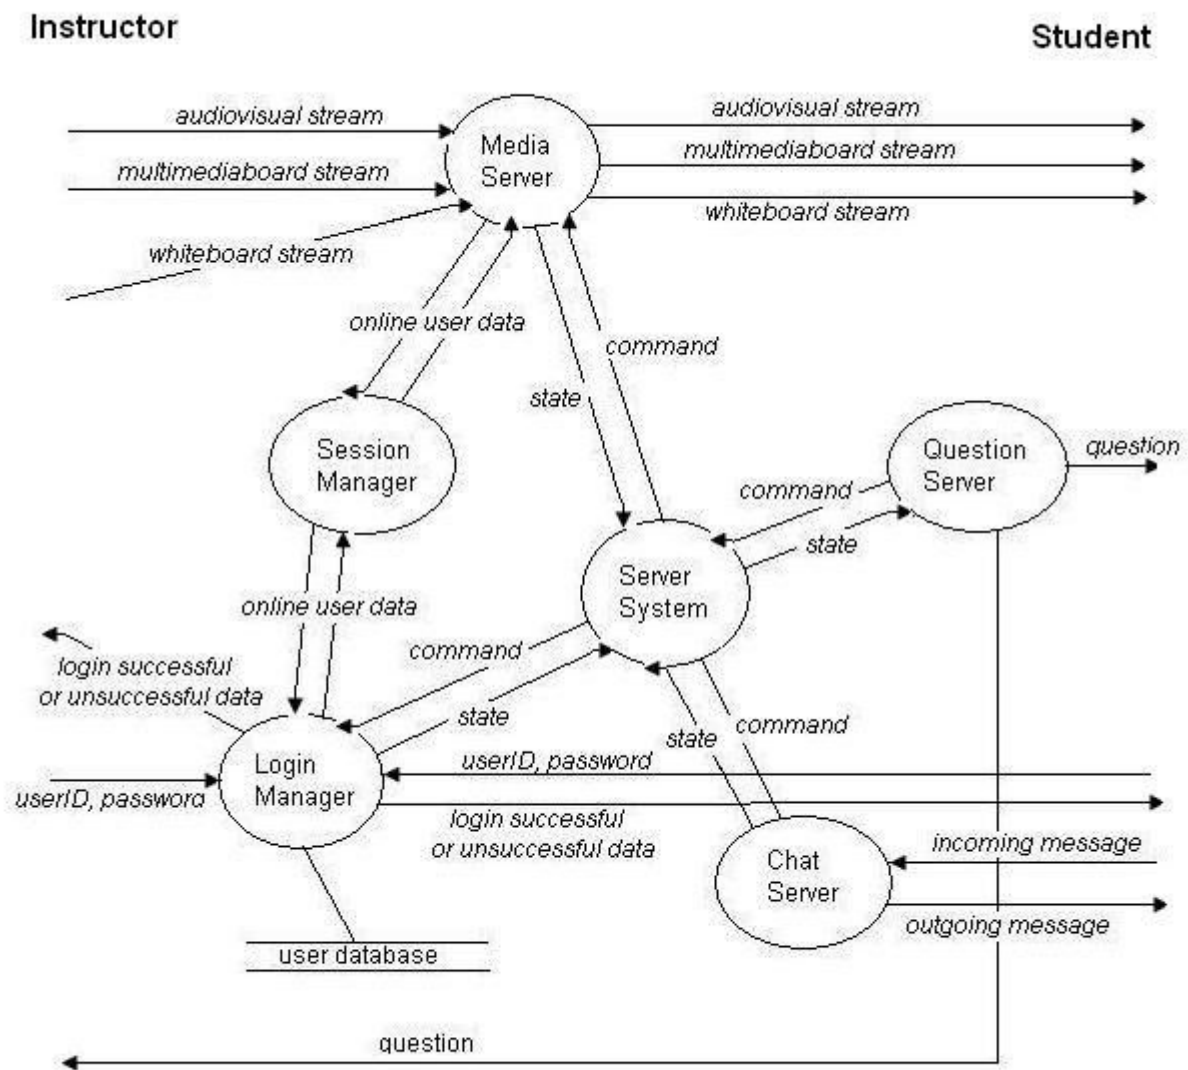 Instructor
Student
audiovisual stream
audiovisual stream
Media
Server
multimediaboard stream
multimediaboard stream
whiteboard stream
whiteboard stream
online user data
command
state
Session
Manager
Question
Server
question
command
state
Server
System
online user data
command
login successful
or unsuccessful data
state
command
state
Login
Manager
userID, password
userID, password
login successful
or unsuccessful data
Chat
Server
incoming message
outgoing message
user database
question